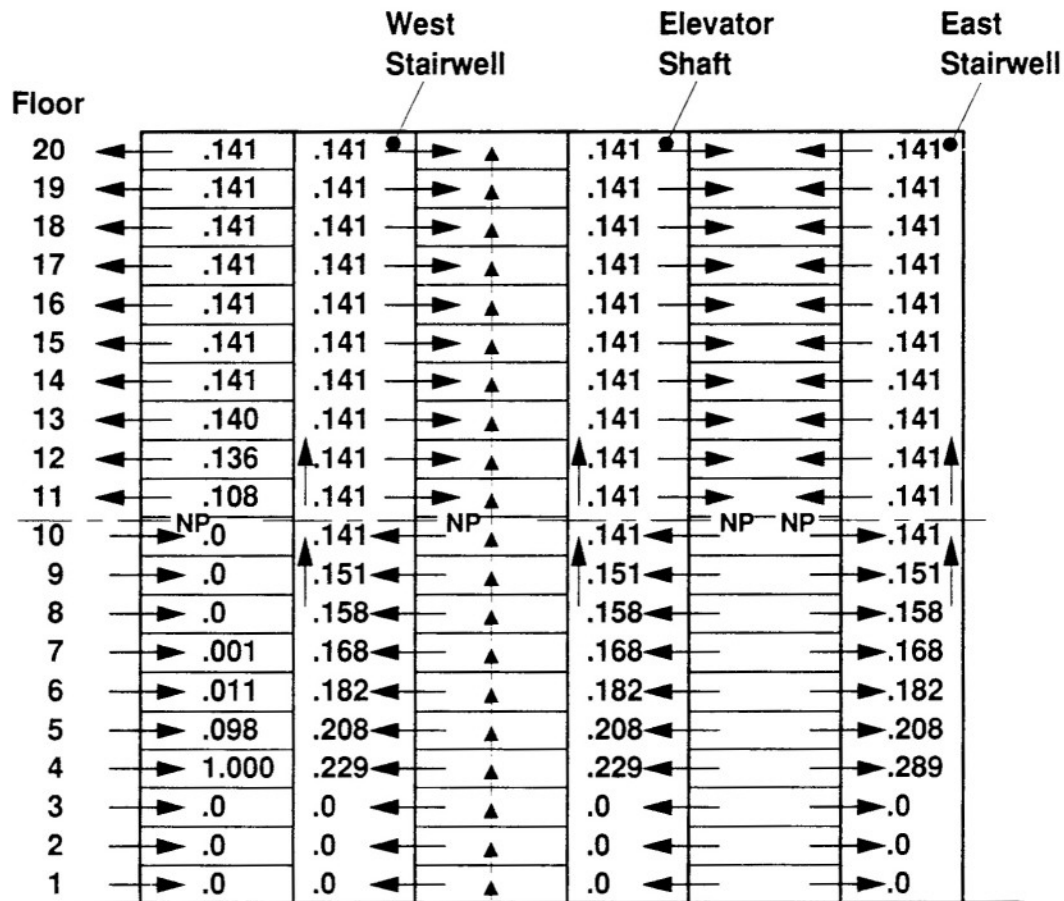 West Stairwell
Elevator Shaft
East Stairwell
Floor
20 .141 .141 .141 .141
19 .141 .141 .141 .141
18 .141 .141 .141 .141
17 .141 .141 .141 .141
16 .141 .141 .141 .141
15 .141 .141 .141 .141
14 .141 .141 .141 .141
13 .140 .141 .141 .141
12 .136 .141 .141 .141
11 .108 .141 .141 .141
NP NP NP NP
10 .0 .141 .141 .141
9 .0 .151 .151 .151
8 .0 .158 .158 .158
7 .001 .168 .168 .168
6 .011 .182 .182 .182
5 .098 .208 .208 .208
4 1.000 .229 .229 .289
3 .0 .0 .0 .0
2 .0 .0 .0 .0
1 .0 .0 .0 .0